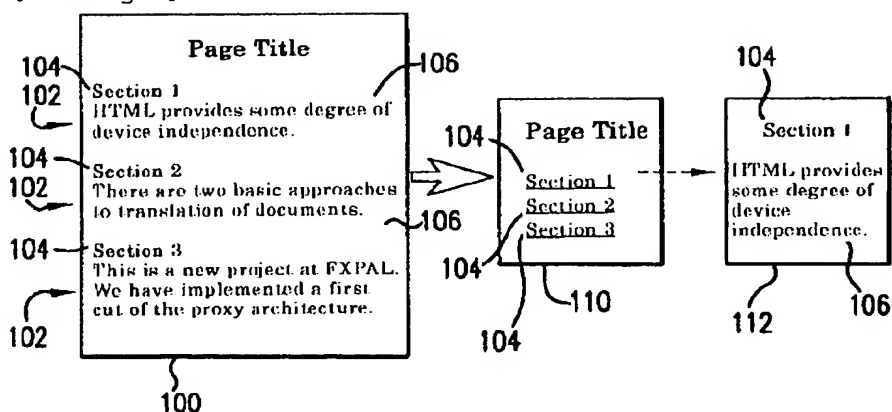 Page Title
104
106
Section 1
102
HTML provides some degree of
device independence.
104
Section 2
102
There are two basic approaches
to translation of documents.
106
104
Section 3
This is a new project at FXPAL.
We have implemented a first
cut of the proxy architecture.
102
100
Page Title
104
Section 1
Section 2
Section 3
104
104
110
104
Section 1
HTML provides
some degree of
device
independence.
106
112